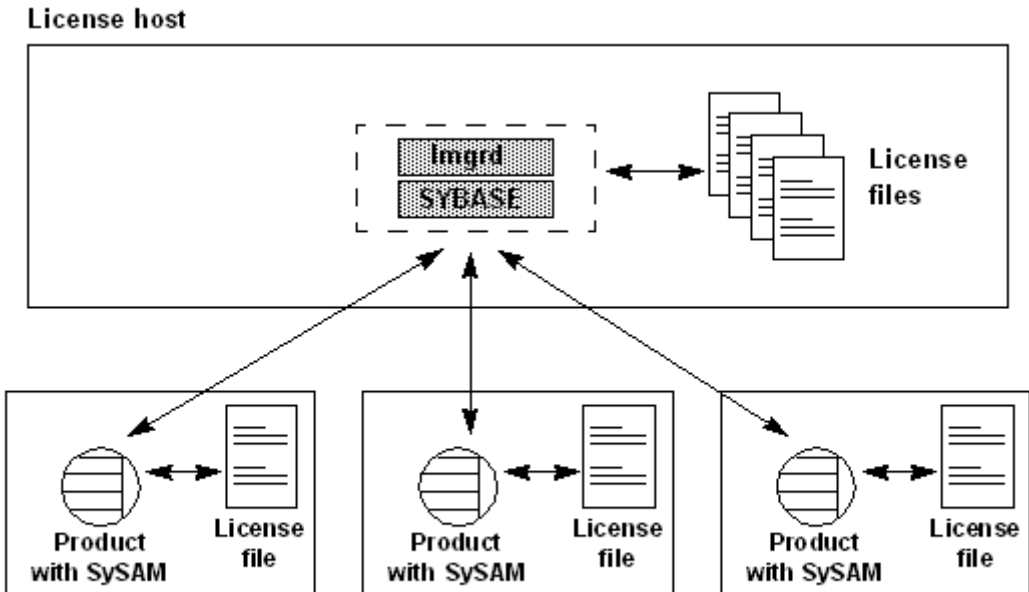 License host
lmgrd
SYBASE
License
files
Product
with SySAM
License
file
Product
with SySAM
License
file
Product
with SySAM
License
file